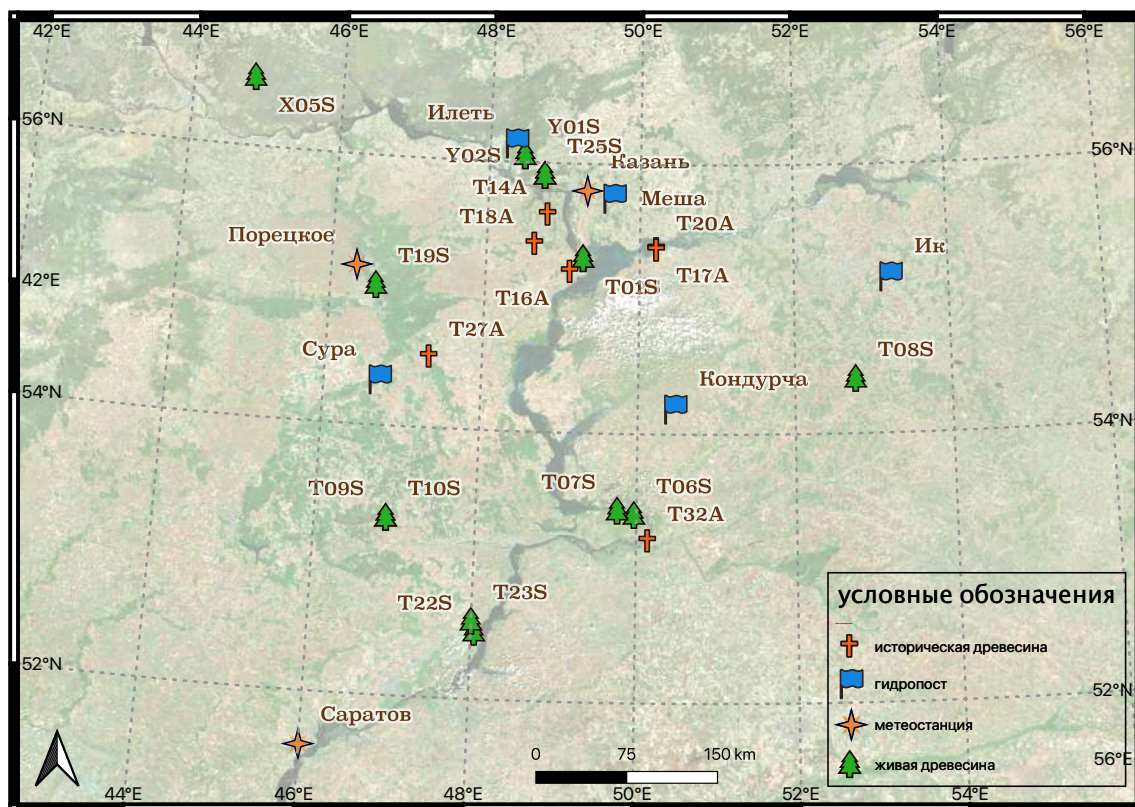 42°E 44°E 46°E 48°E 50°E 52°E 54°E 56°E
X05S
Илеть
56°N
Y01S
T25S
56°N
Y02S
Казань
T14A
Меша
T18A
T20A
Порецкое
Ик
T19S
42°E
T17A
T01S
T16A
T27A
Сура
T08S
Кондурча
54°N
54°N
T07S
T06S
T09S
T10S
T32A
T23S
T22S
условные обозначения
историческая древесина
52°N
гидропост
52°N
Саратов
метеостанция
0 75 150 km
56°E
живая древесина
44°E 46°E 48°E 50°E 52°E 54°E